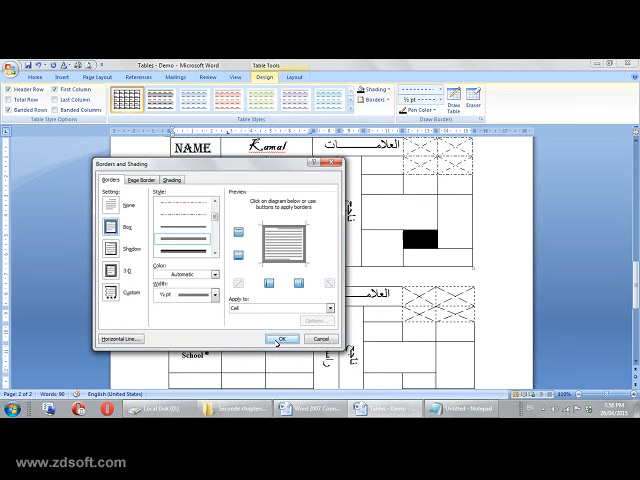 Tables - Demo - Microsoft Word
Table Tools
Home Insert Page Layout References Mailings Review View Design Layout
Header Row First Column
Total Row Last Column
Banded Rows Banded Columns
Table Style Options
Table Styles
Shading
Borders
½ pt
Pen Color
Draw Table
Eraser
Draw Borders
NAME Kamal العلامـــــات
Borders and Shading
Borders Page Border Shading
Setting:
None
Box
Shadow
3-D
Custom
Style:
Color:
Automatic
Width:
½ pt
Preview
Click on diagram below or use buttons to apply borders
Apply to:
Cell
Options...
Horizontal Line...
OK
Cancel
School
Page: 2 of 2 Words: 90 English (United States) 110%
Local Disk (D:)
Seconde chapters...
Word 2007 Cours...
Tables - Demo - ...
Untitled - Notepad
EN
7:58 PM
26/04/2015
www.zdsoft.com